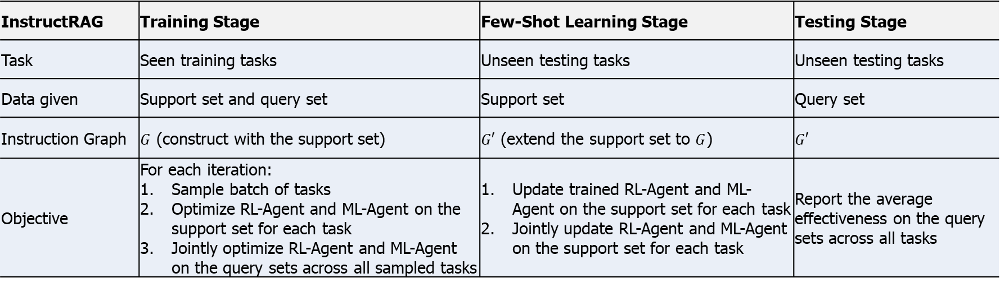 InstructRAG Training Stage Few-Shot Learning Stage Testing Stage
Task Seen training tasks Unseen testing tasks Unseen testing tasks
Data given Support set and query set Support set Query set
Instruction Graph G (construct with the support set) G′ (extend the support set to G) G′
Objective
For each iteration:
1. Sample batch of tasks
2. Optimize RL-Agent and ML-Agent on the
support set for each task
3. Jointly optimize RL-Agent and ML-Agent
on the query sets across all sampled tasks
1. Update trained RL-Agent and ML-
Agent on the support set for each task
2. Jointly update RL-Agent and ML-Agent
on the support set for each task
Report the average
effectiveness on the query
sets across all tasks